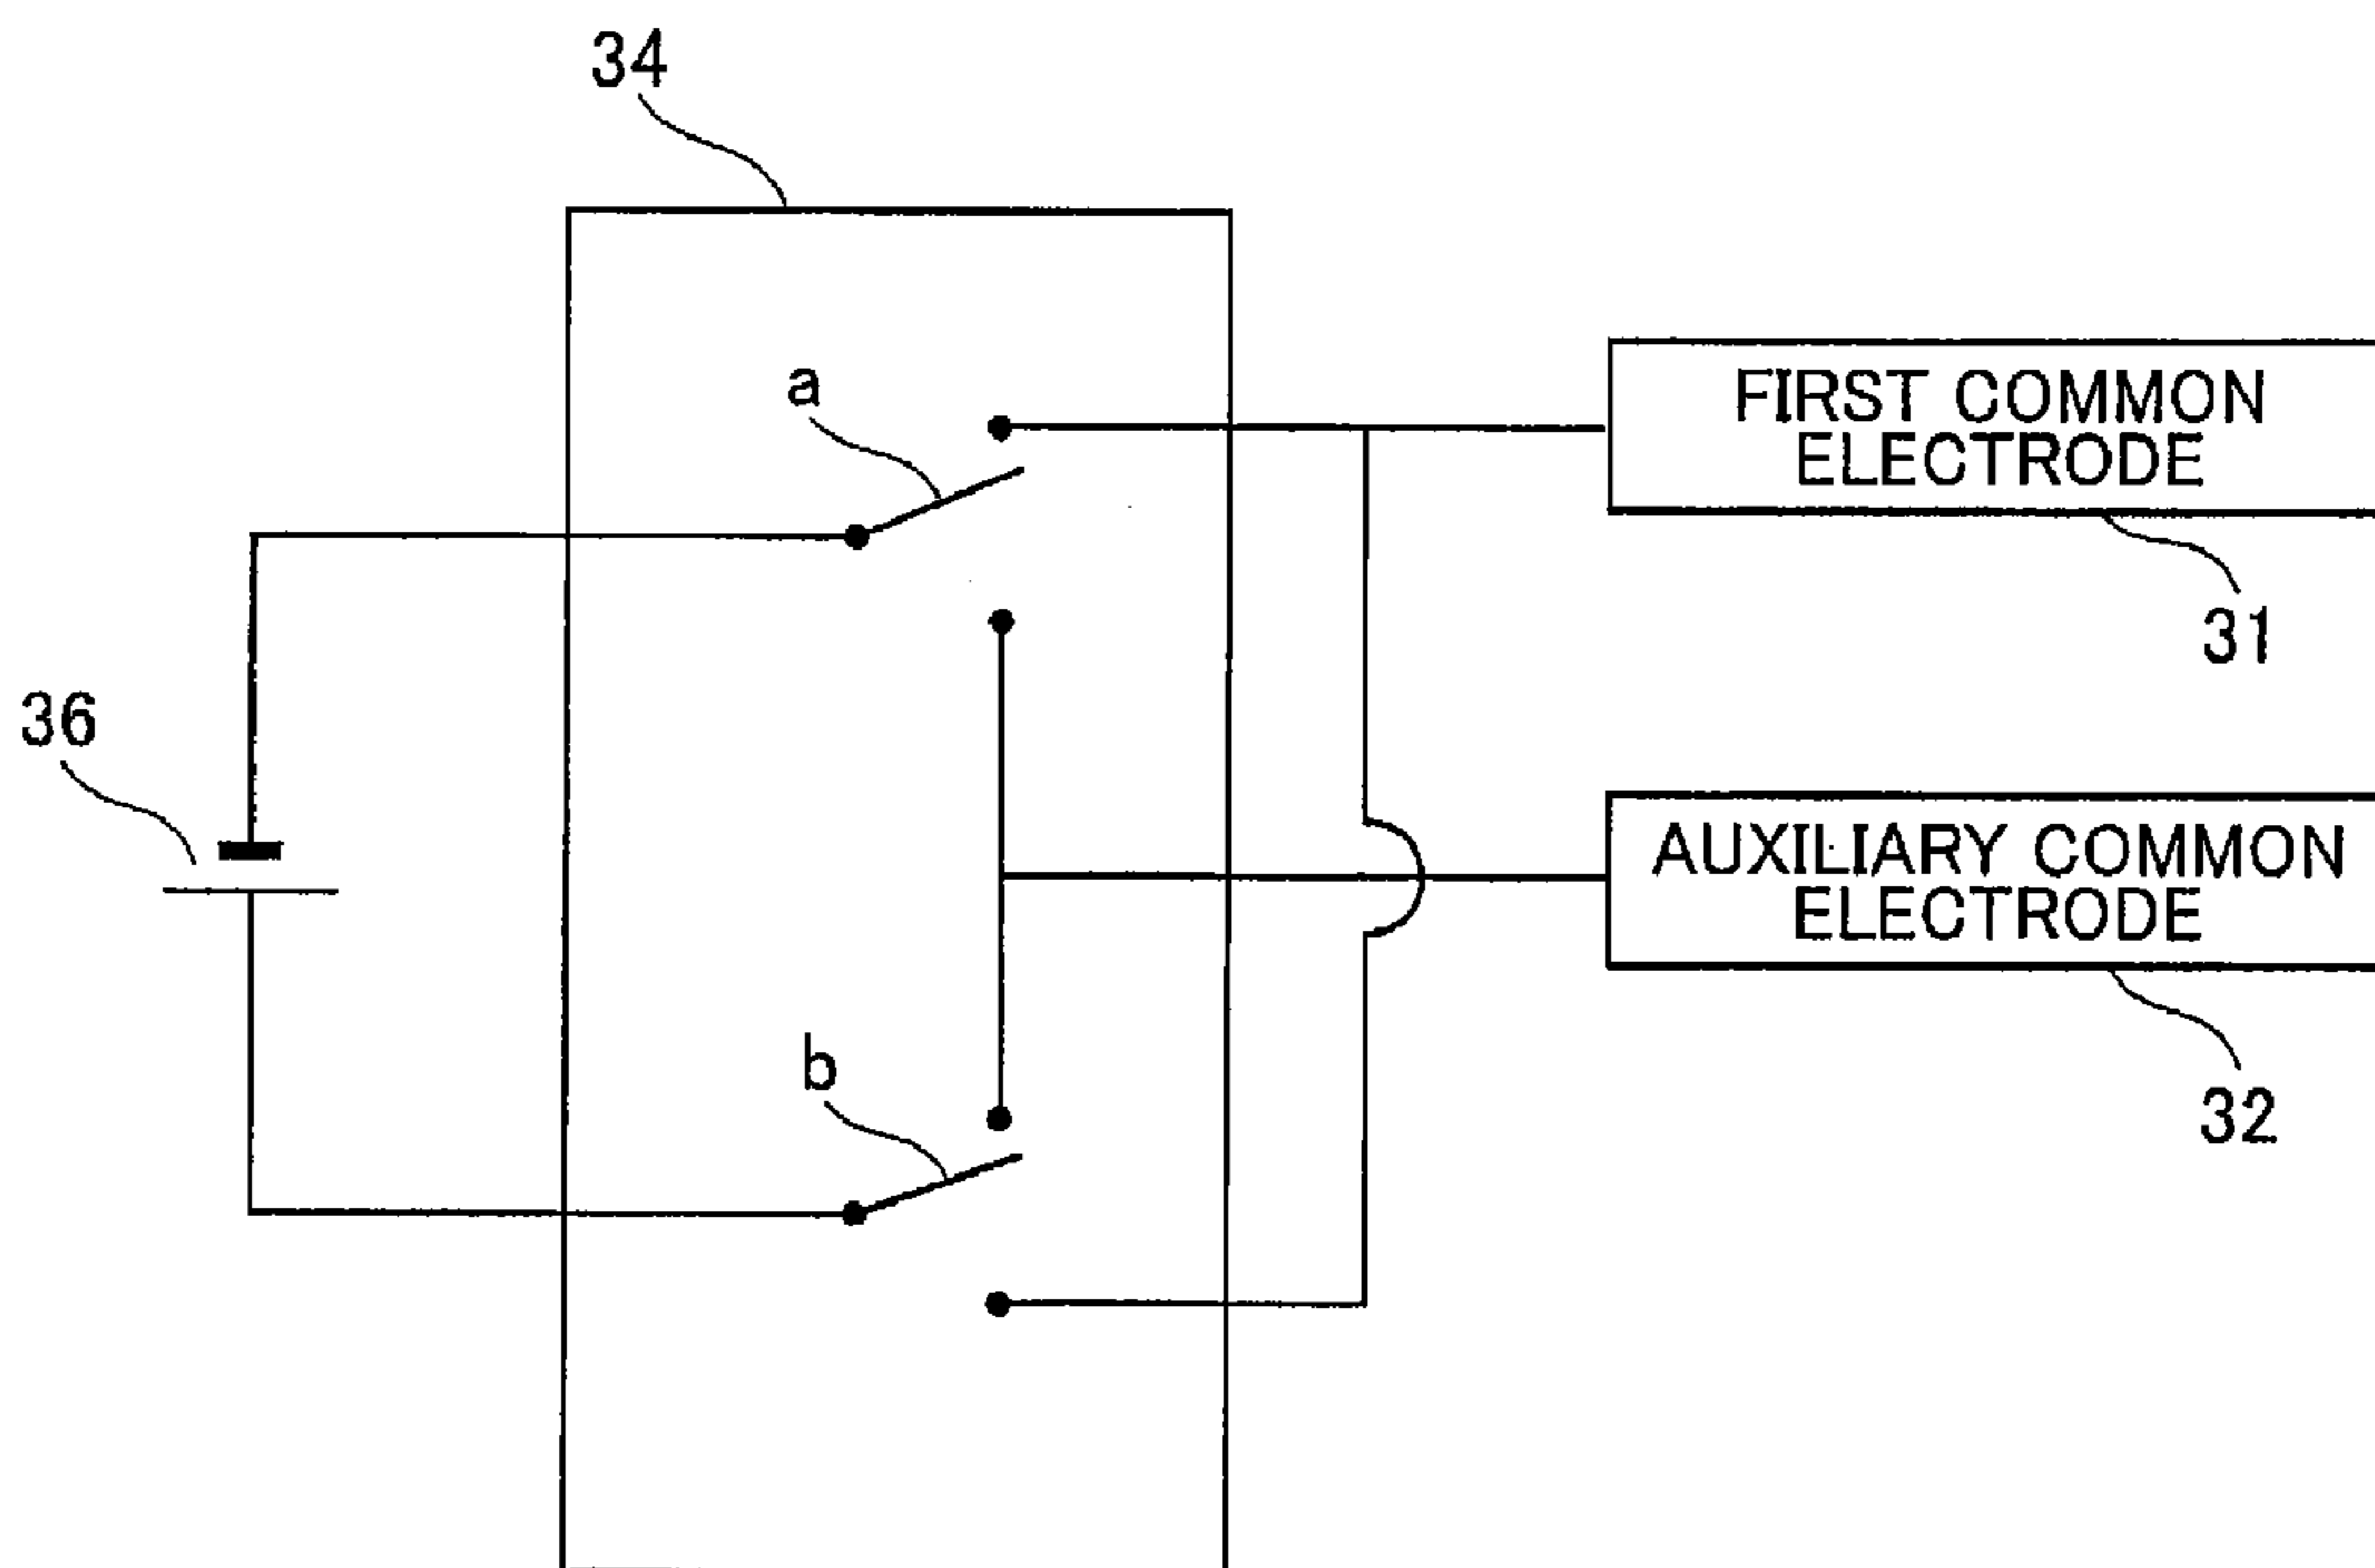 34
a
FIRST COMMON
ELECTRODE
31
36
AUXILIARY COMMON
ELECTRODE
b
32